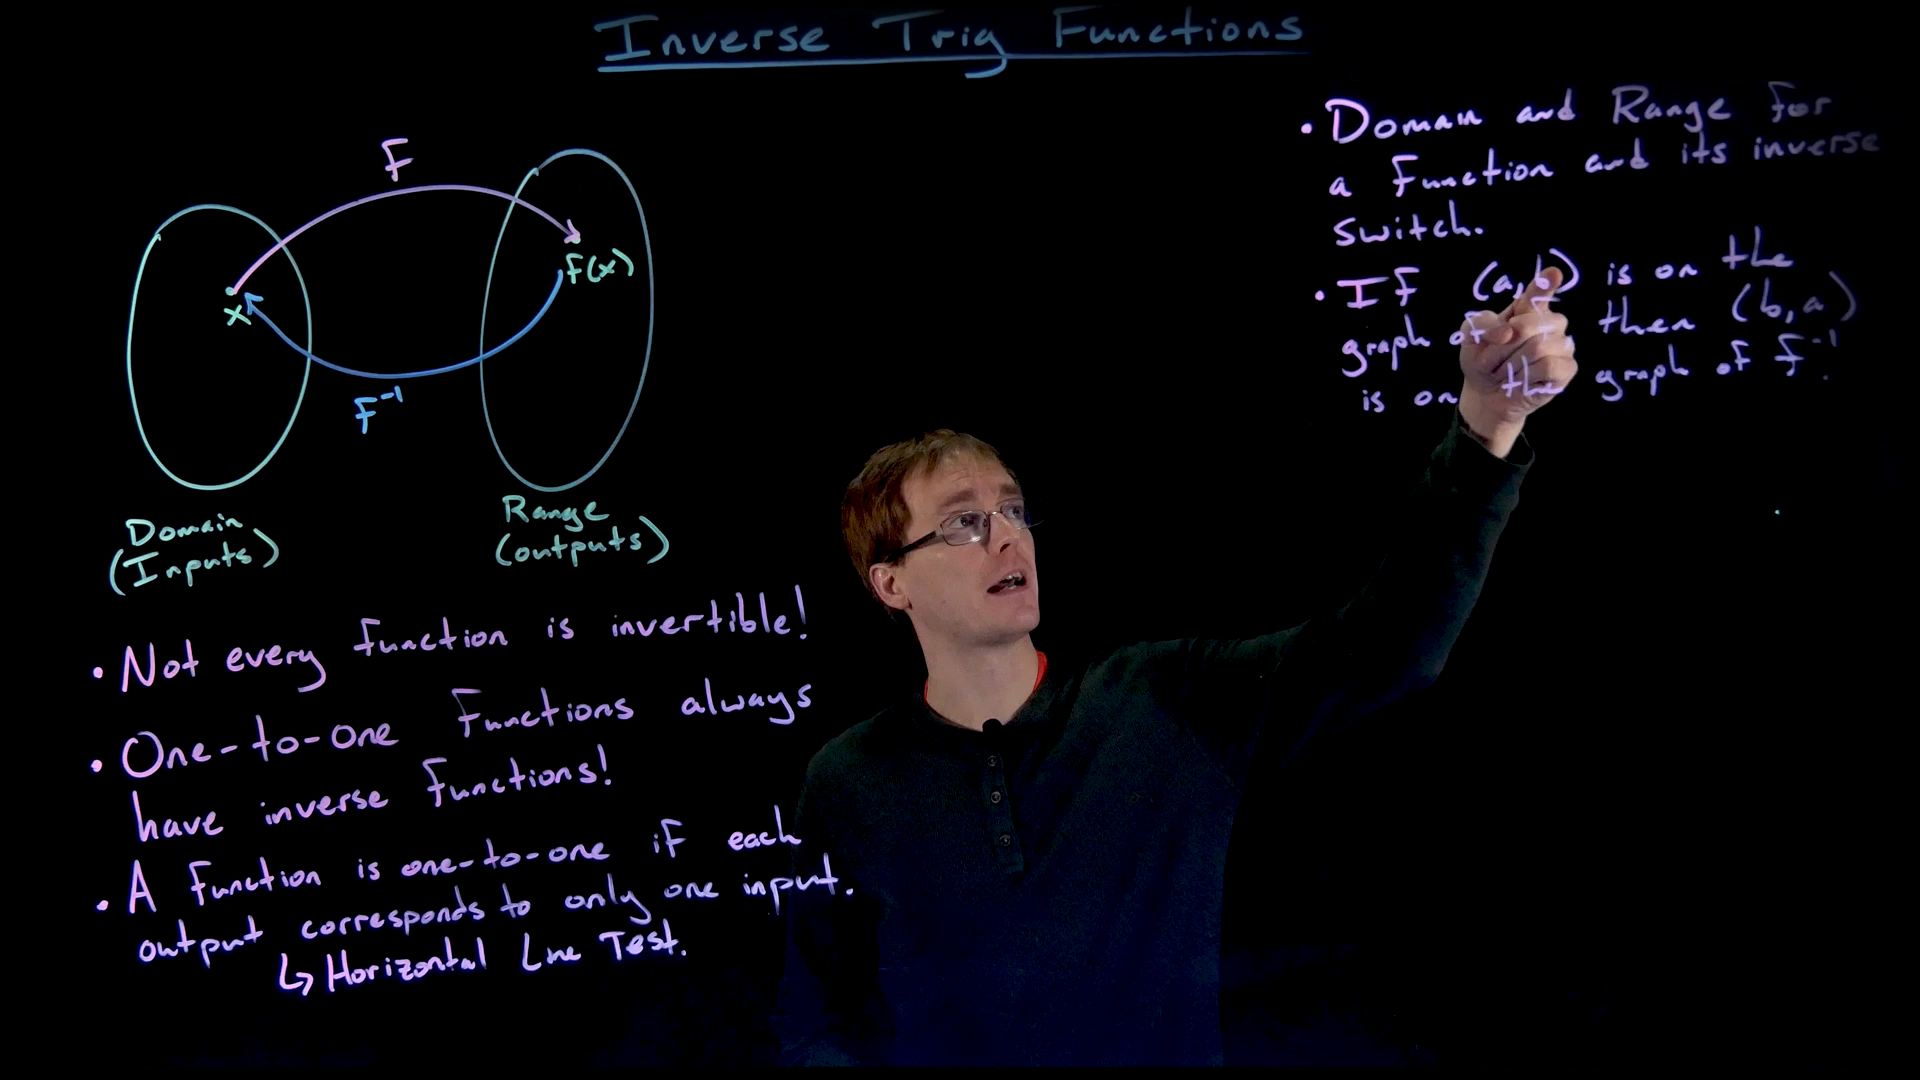 Inverse Trig Functions
f
x
f(x)
f⁻¹
Domain
(Inputs)
Range
(outputs)
• Not every function is invertible!
• One-to-one functions always
have inverse functions!
• A function is one-to-one if each
output corresponds to only one input.
↳ Horizontal Line Test.
• Domain and Range for
a function and its inverse
switch.
• If (a,b) is on the
graph of f, then (b,a)
is on the graph of f⁻¹.